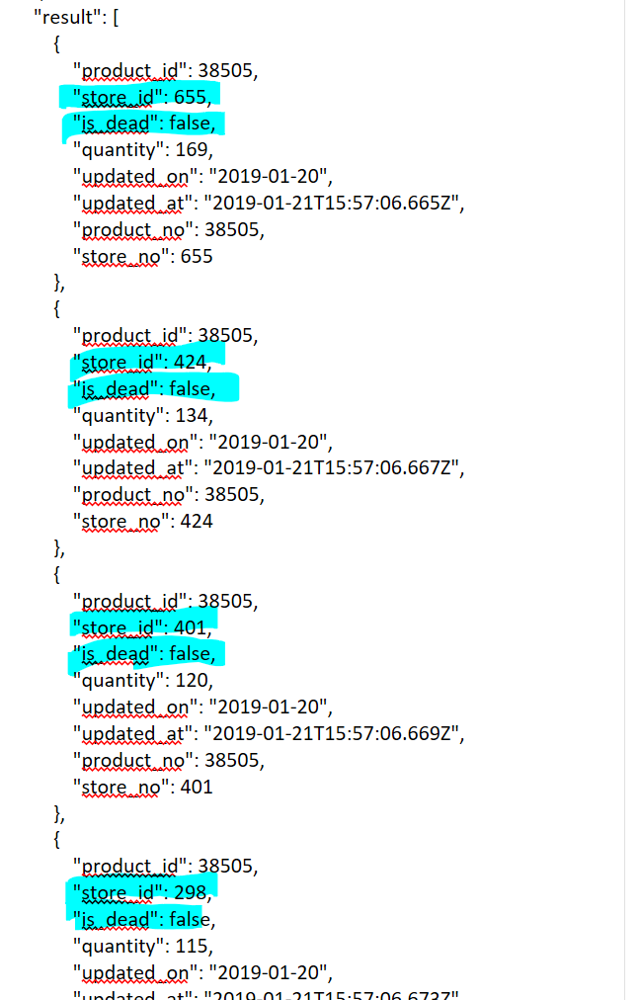 "result": [
{
"product_id": 38505,
"store_id": 655,
"is_dead": false,
"quantity": 169,
"updated_on": "2019-01-20",
"updated_at": "2019-01-21T15:57:06.665Z",
"product_no": 38505,
"store_no": 655
},
{
"product_id": 38505,
"store_id": 424,
"is_dead": false,
"quantity": 134,
"updated_on": "2019-01-20",
"updated_at": "2019-01-21T15:57:06.667Z",
"product_no": 38505,
"store_no": 424
},
{
"product_id": 38505,
"store_id": 401,
"is_dead": false,
"quantity": 120,
"updated_on": "2019-01-20",
"updated_at": "2019-01-21T15:57:06.669Z",
"product_no": 38505,
"store_no": 401
},
{
"product_id": 38505,
"store_id": 298,
"is_dead": false,
"quantity": 115,
"updated_on": "2019-01-20",
"updated_at": "2019-01-21T15:57:06.673Z"